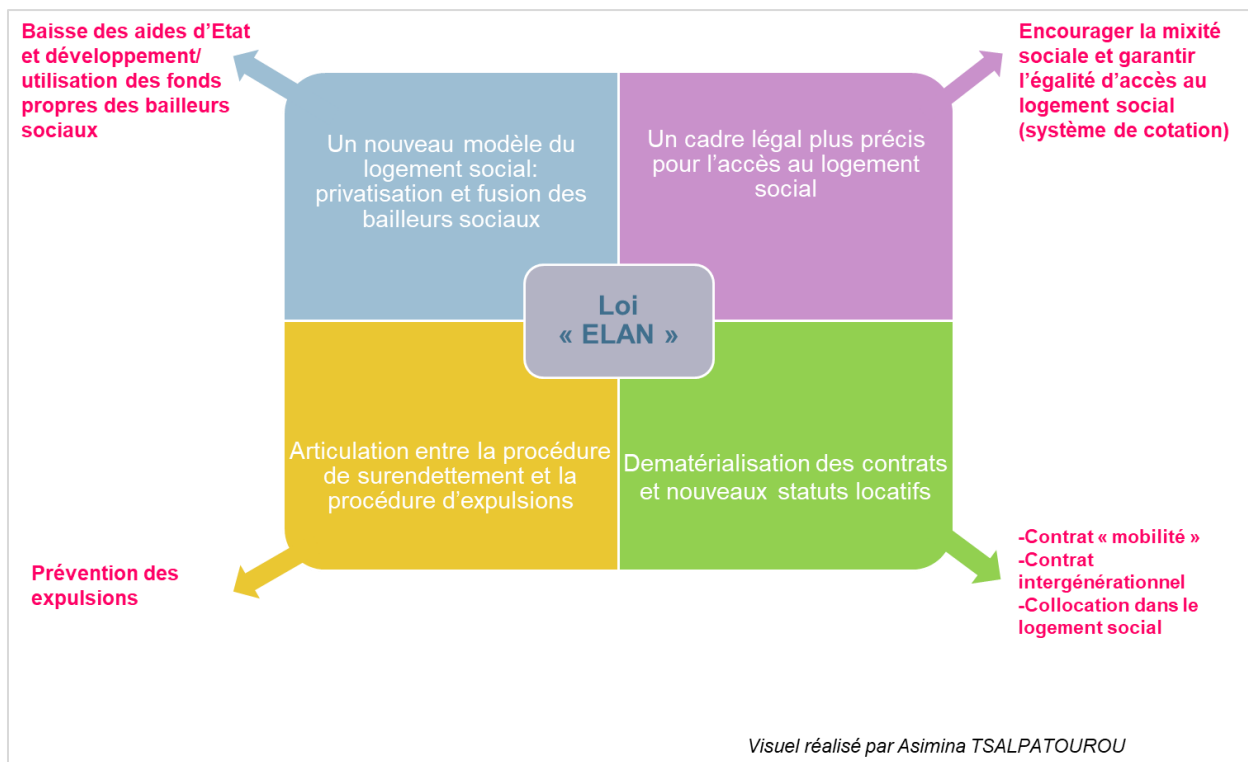 Baisse des aides d'Etat
et développement/
utilisation des fonds
propres des bailleurs
sociaux
Encourager la mixité
sociale et garantir
l'égalité d'accès au
logement social
(système de cotation)
Un nouveau modèle du
logement social:
privatisation et fusion des
bailleurs sociaux
Un cadre légal plus précis
pour l'accès au logement
social
Loi
« ELAN »
Articulation entre la procédure
de surendettement et la
procédure d'expulsions
Dematérialisation des contrats
et nouveaux statuts locatifs
Prévention des
expulsions
-Contrat « mobilité »
-Contrat
intergénérationnel
-Collocation dans le
logement social
Visuel réalisé par Asimina TSALPATOUROU